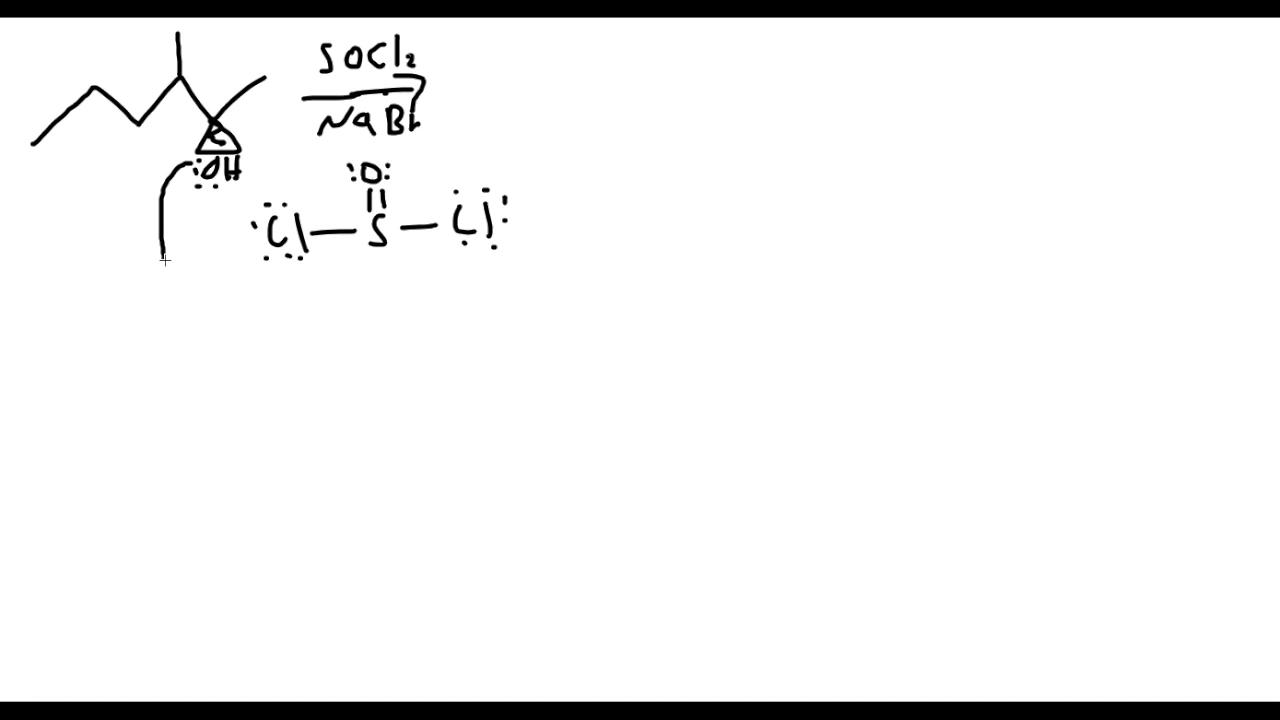 SOCl₂
NaBr
:OH
:O:
Cl — S — Cl: